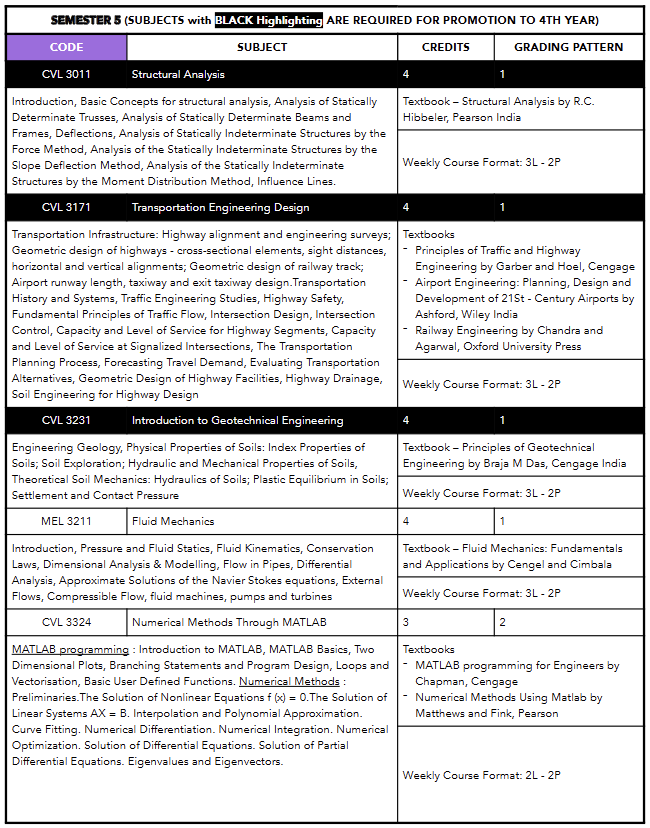 SEMESTER 5 (SUBJECTS with BLACK Highlighting ARE REQUIRED FOR PROMOTION TO 4TH YEAR)
CODE SUBJECT CREDITS GRADING PATTERN
CVL 3011 Structural Analysis 4 1
Introduction, Basic Concepts for structural analysis, Analysis of Statically
Determinate Trusses, Analysis of Statically Determinate Beams and
Frames, Deflections, Analysis of Statically Indeterminate Structures by the
Force Method, Analysis of the Statically Indeterminate Structures by the
Slope Deflection Method, Analysis of the Statically Indeterminate
Structures by the Moment Distribution Method, Influence Lines.
Textbook – Structural Analysis by R.C.
Hibbeler, Pearson India
Weekly Course Format: 3L - 2P
CVL 3171 Transportation Engineering Design 4 1
Transportation Infrastructure: Highway alignment and engineering surveys;
Geometric design of highways - cross-sectional elements, sight distances,
horizontal and vertical alignments; Geometric design of railway track;
Airport runway length, taxiway and exit taxiway design.Transportation
History and Systems, Traffic Engineering Studies, Highway Safety,
Fundamental Principles of Traffic Flow, Intersection Design, Intersection
Control, Capacity and Level of Service for Highway Segments, Capacity
and Level of Service at Signalized Intersections, The Transportation
Planning Process, Forecasting Travel Demand, Evaluating Transportation
Alternatives, Geometric Design of Highway Facilities, Highway Drainage,
Soil Engineering for Highway Design
Textbooks
- Principles of Traffic and Highway
Engineering by Garber and Hoel, Cengage
- Airport Engineering: Planning, Design and
Development of 21St - Century Airports by
Ashford, Wiley India
- Railway Engineering by Chandra and
Agarwal, Oxford University Press
Weekly Course Format: 3L - 2P
CVL 3231 Introduction to Geotechnical Engineering 4 1
Engineering Geology, Physical Properties of Soils: Index Properties of
Soils; Soil Exploration; Hydraulic and Mechanical Properties of Soils,
Theoretical Soil Mechanics: Hydraulics of Soils; Plastic Equilibrium in Soils;
Settlement and Contact Pressure
Textbook – Principles of Geotechnical
Engineering by Braja M Das, Cengage India
Weekly Course Format: 3L - 2P
MEL 3211 Fluid Mechanics 4 1
Introduction, Pressure and Fluid Statics, Fluid Kinematics, Conservation
Laws, Dimensional Analysis & Modelling, Flow in Pipes, Differential
Analysis, Approximate Solutions of the Navier Stokes equations, External
Flows, Compressible Flow, fluid machines, pumps and turbines
Textbook – Fluid Mechanics: Fundamentals
and Applications by Cengel and Cimbala
Weekly Course Format: 3L - 2P
CVL 3324 Numerical Methods Through MATLAB 3 2
MATLAB programming : Introduction to MATLAB, MATLAB Basics, Two
Dimensional Plots, Branching Statements and Program Design, Loops and
Vectorisation, Basic User Defined Functions. Numerical Methods :
Preliminaries.The Solution of Nonlinear Equations f (x) = 0.The Solution of
Linear Systems AX = B. Interpolation and Polynomial Approximation.
Curve Fitting. Numerical Differentiation. Numerical Integration. Numerical
Optimization. Solution of Differential Equations. Solution of Partial
Differential Equations. Eigenvalues and Eigenvectors.
Textbooks
- MATLAB programming for Engineers by
Chapman, Cengage
- Numerical Methods Using Matlab by
Matthews and Fink, Pearson
Weekly Course Format: 2L - 2P